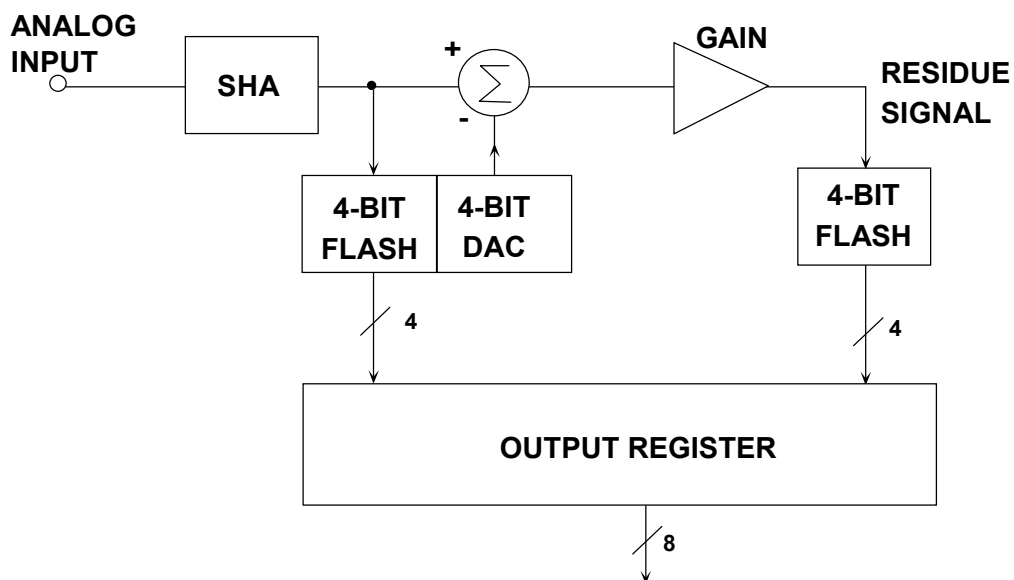 ANALOG
INPUT
SHA
+
Σ
-
GAIN
RESIDUE
SIGNAL
4-BIT
FLASH
4-BIT
DAC
4-BIT
FLASH
4
4
OUTPUT REGISTER
8